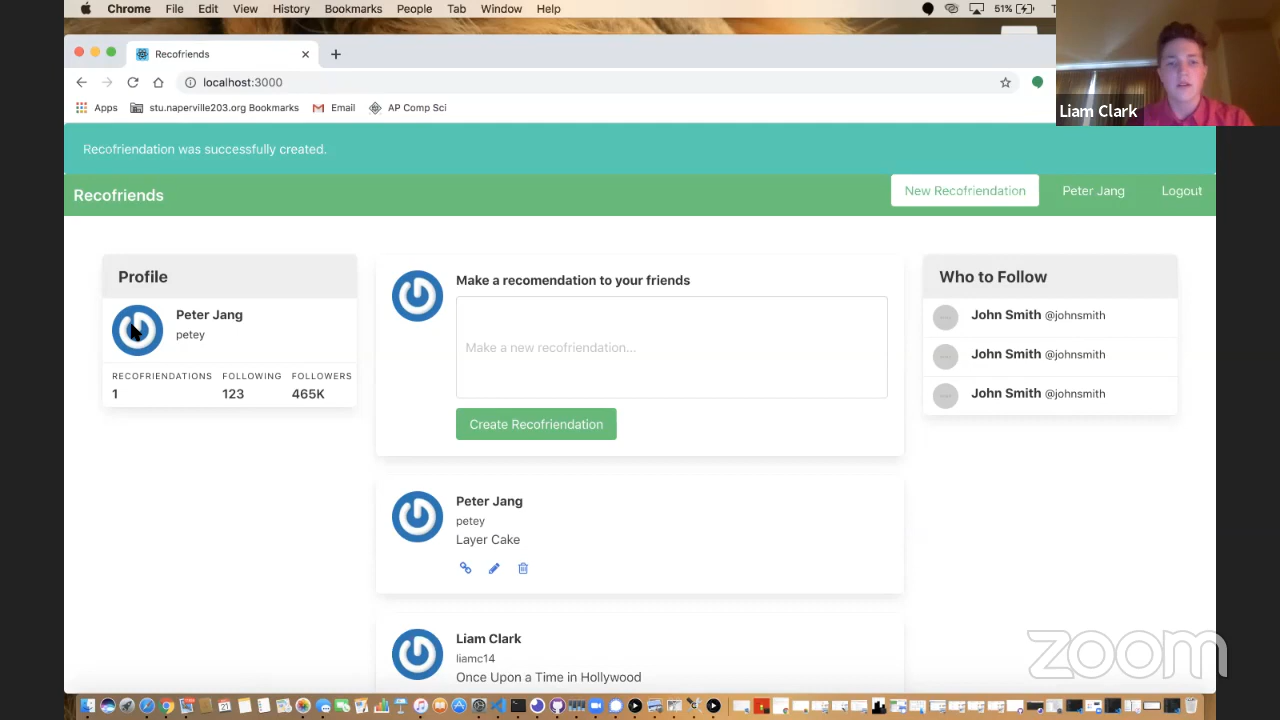 Chrome File Edit View History Bookmarks People Tab Window Help 51%
Recofriends
localhost:3000
Apps stu.naperville203.org Bookmarks Email AP Comp Sci
Liam Clark
Recofriendation was successfully created.
Recofriends New Recofriendation Peter Jang Logout
Profile
Peter Jang
petey
RECOFRIENDATIONS FOLLOWING FOLLOWERS
1 123 465K
Make a recomendation to your friends
Make a new recofriendation...
Create Recofriendation
Peter Jang
petey
Layer Cake
Liam Clark
liamc14
Once Upon a Time in Hollywood
Who to Follow
John Smith @johnsmith
John Smith @johnsmith
John Smith @johnsmith
zoom